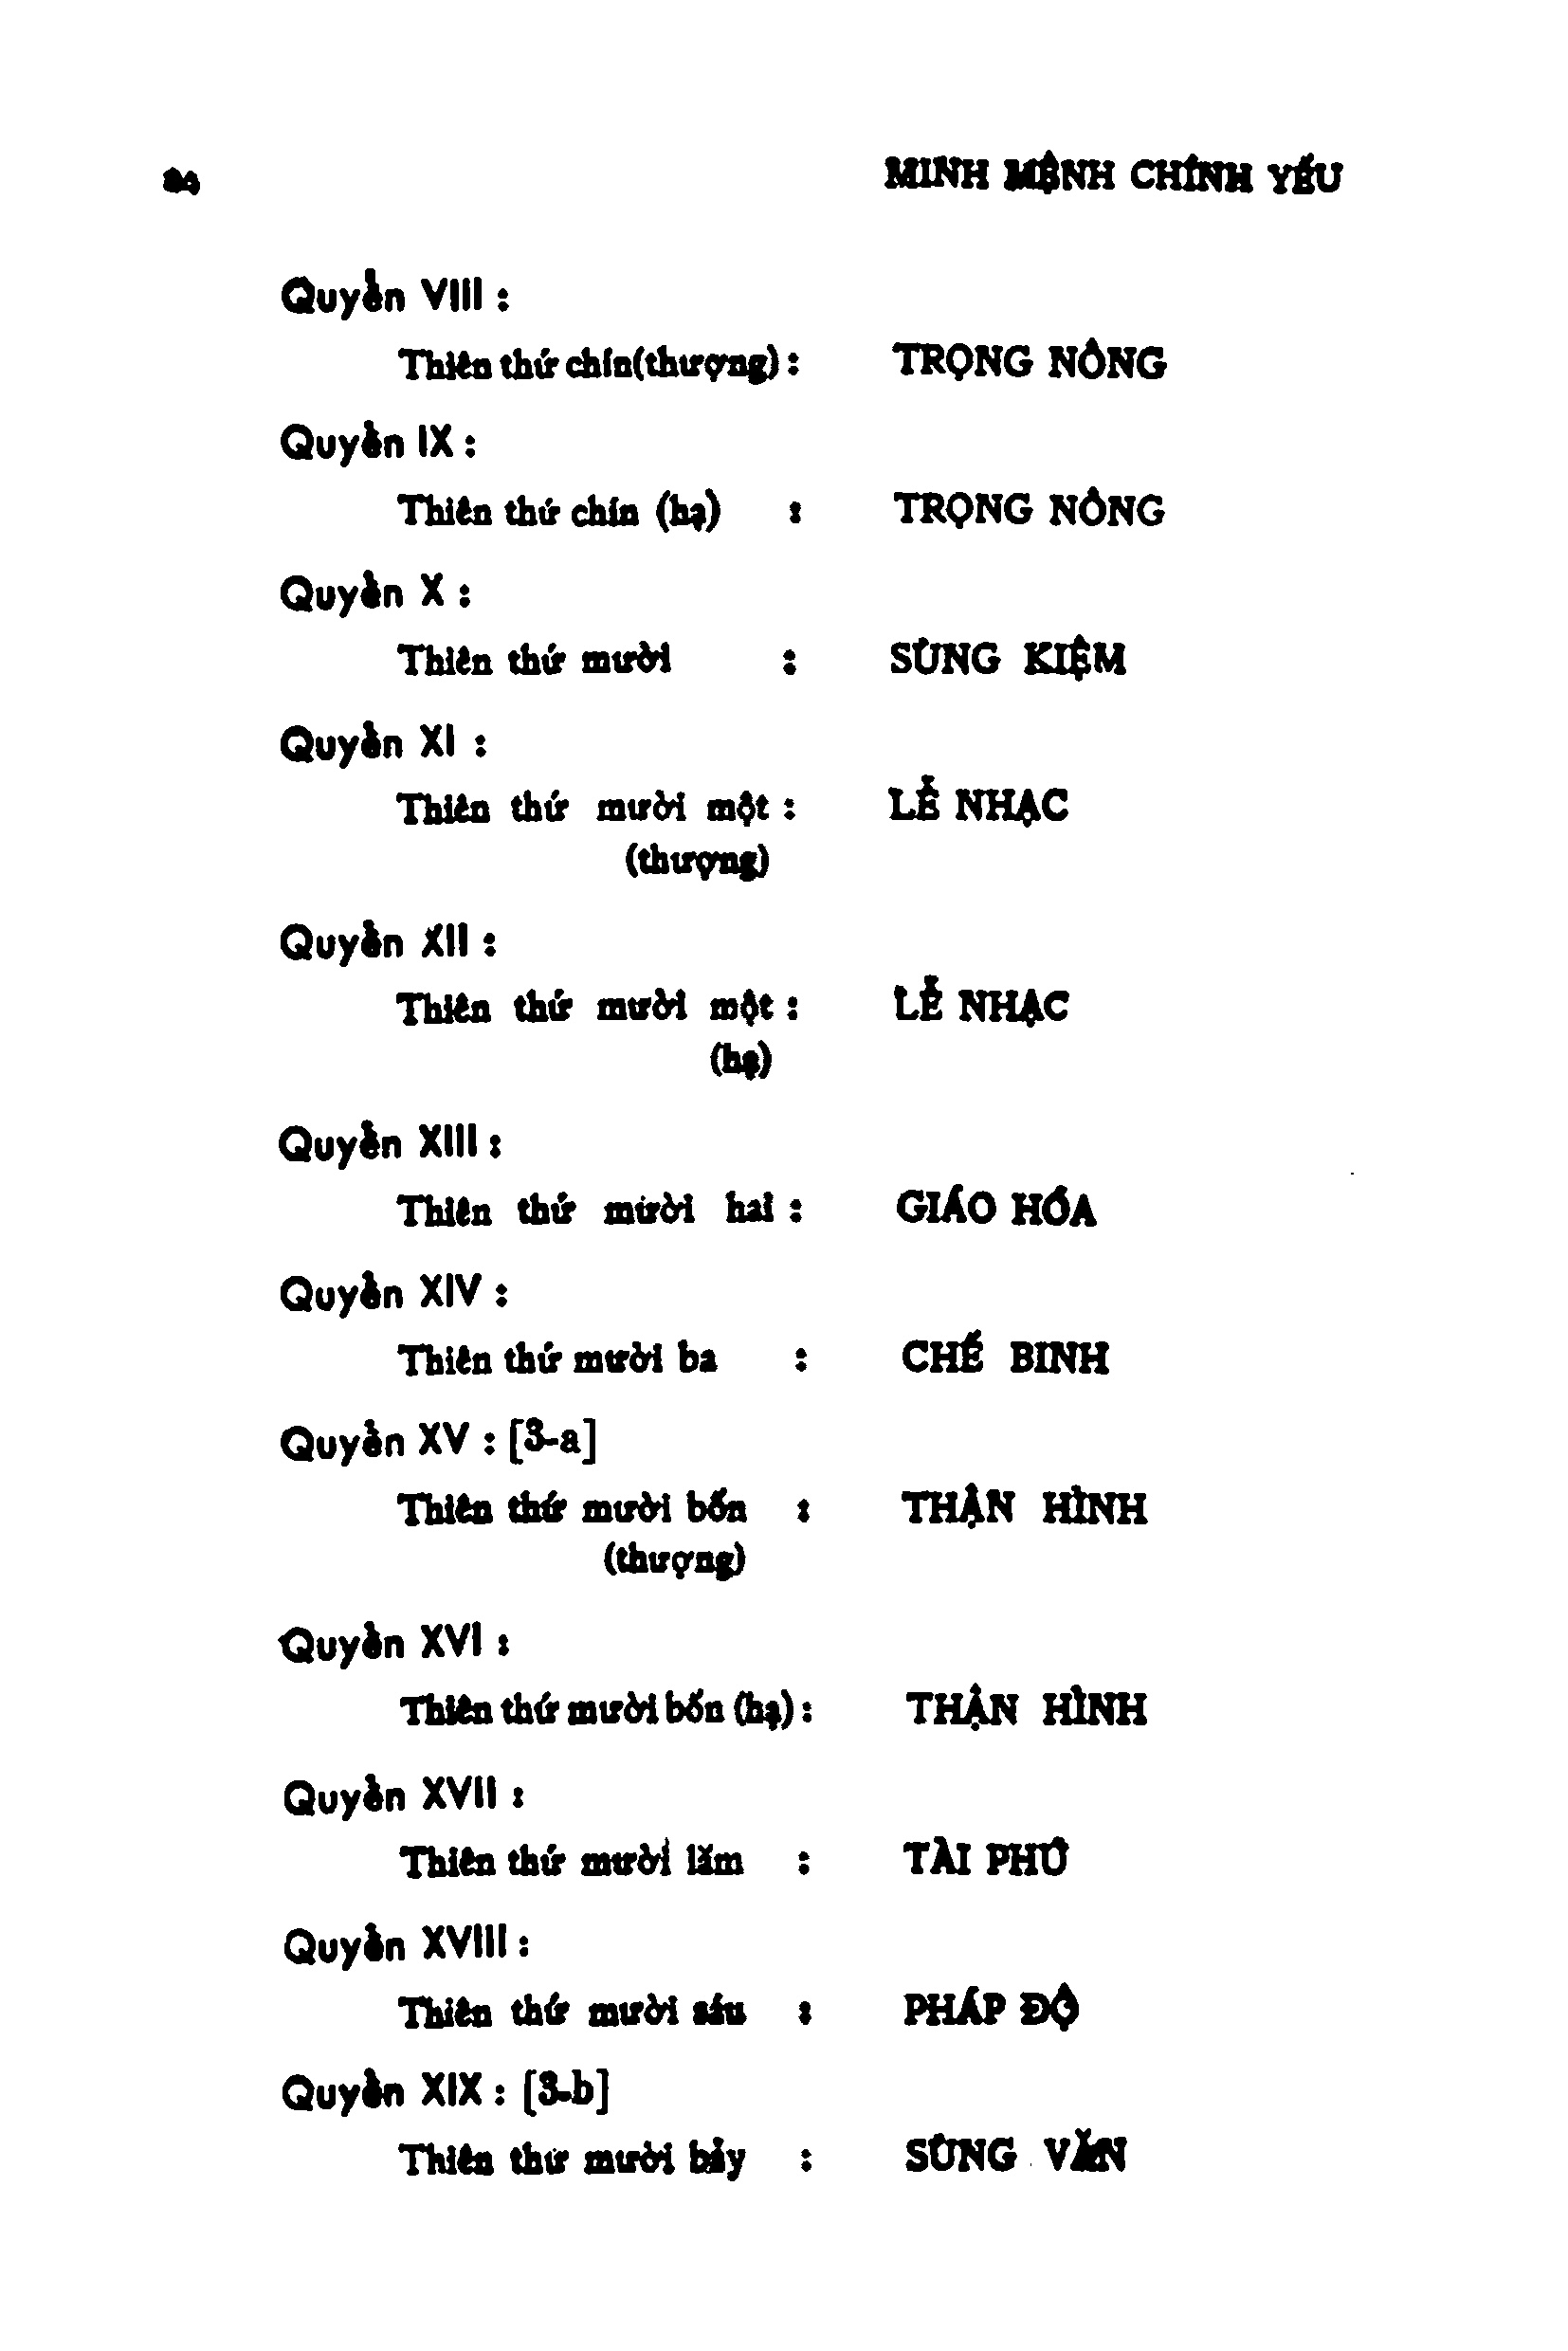 MINH MỆNH CHÍNH YẾU
Quyển VIII :
Thiên thứ chín(thượng) : TRỌNG NÔNG
Quyển IX :
Thiên thứ chín (hạ) : TRỌNG NÔNG
Quyển X :
Thiên thứ mười : SÙNG KIỆM
Quyển XI :
Thiên thứ mười một : LỄ NHẠC
(thượng)
Quyển XII :
Thiên thứ mười một : LỄ NHẠC
(hạ)
Quyển XIII :
Thiên thứ mười hai : GIÁO HÓA
Quyển XIV :
Thiên thứ mười ba : CHẾ BINH
Quyển XV : [3-a]
Thiên thứ mười bốn : THẬN HÌNH
(thượng)
Quyển XVI :
Thiên thứ mười bốn (hạ) : THẬN HÌNH
Quyển XVII :
Thiên thứ mười lăm : TÀI PHÚ
Quyển XVIII :
Thiên thứ mười sáu : PHÁP ĐỘ
Quyển XIX : [3-b]
Thiên thứ mười bảy : SÙNG VĂN